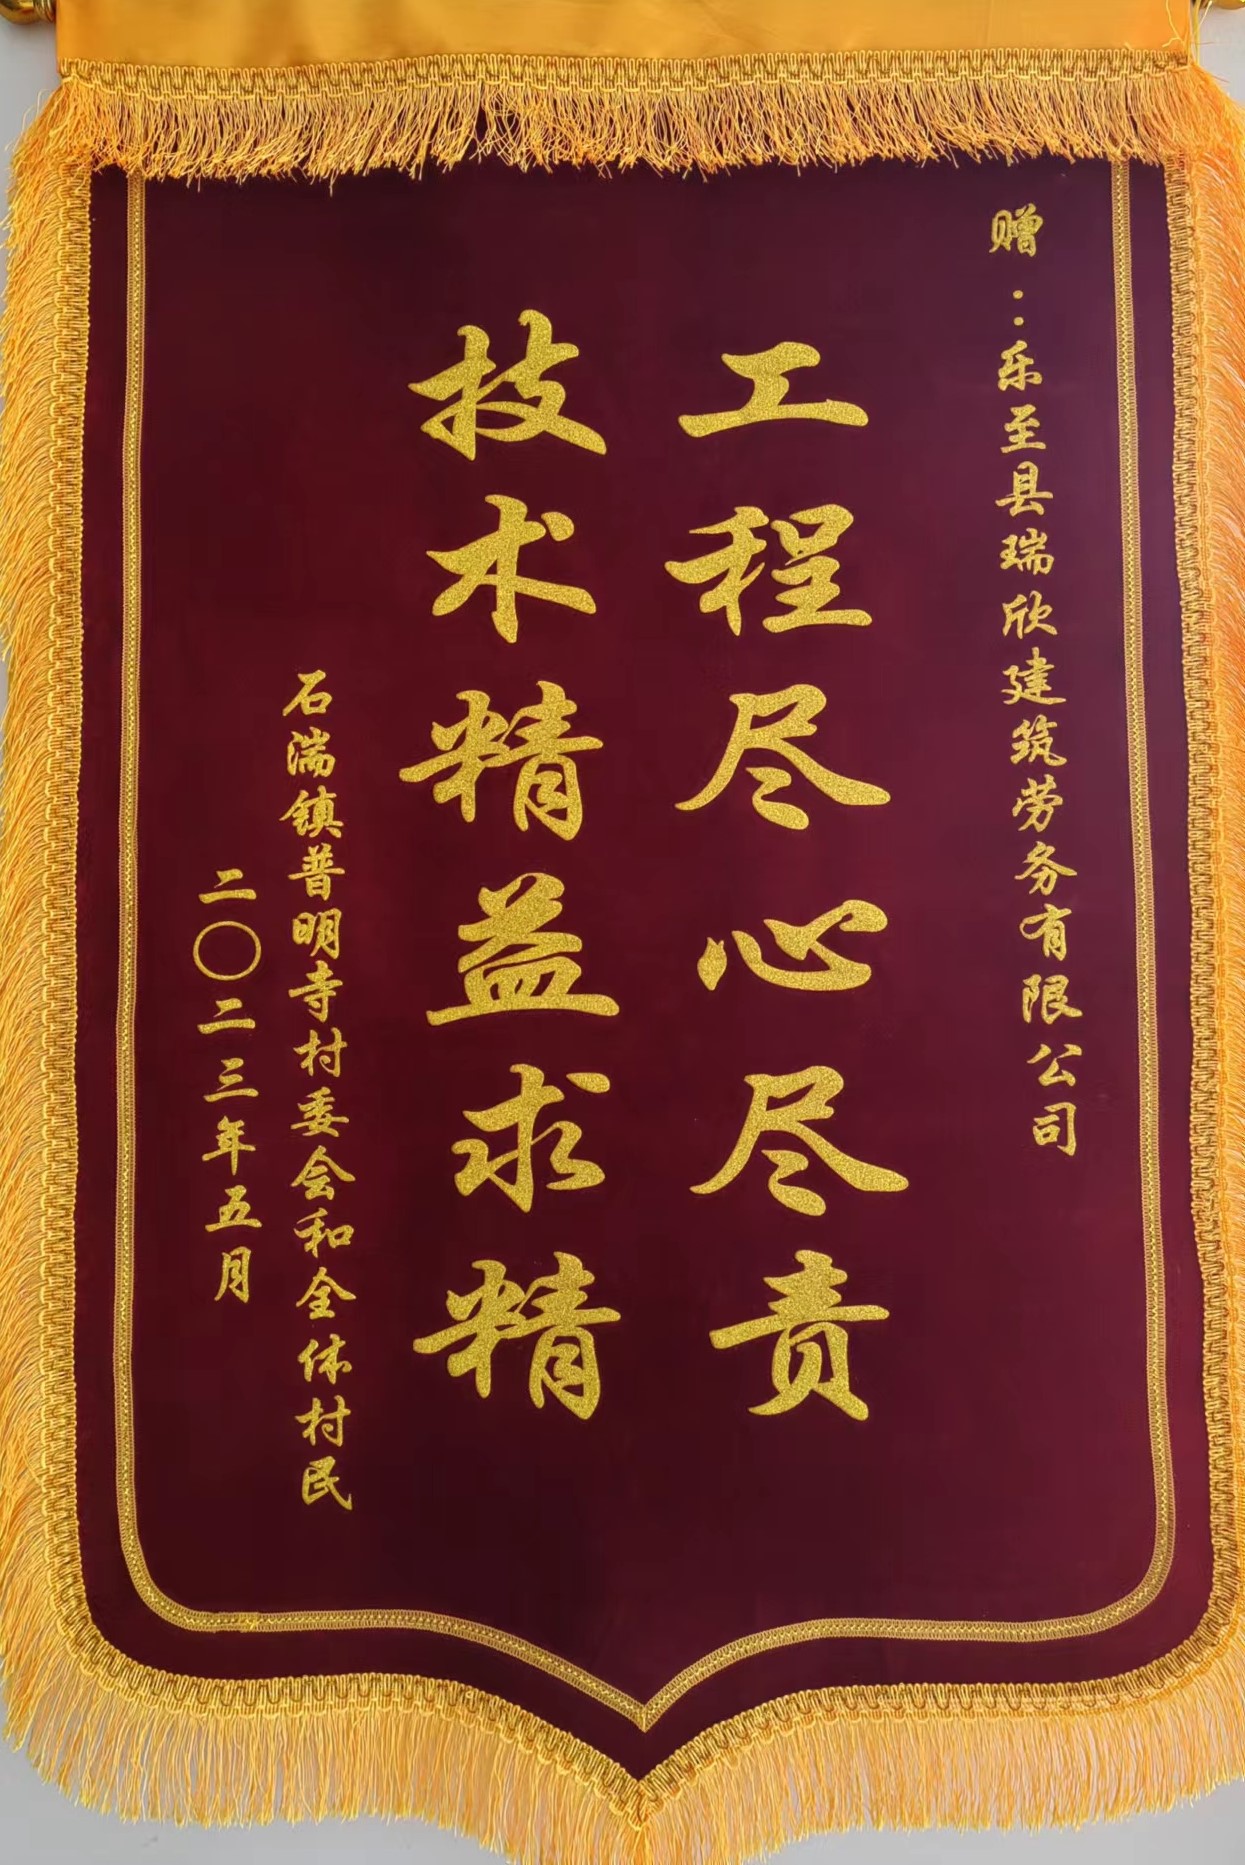 赠：乐至县瑞欣建筑劳务有限公司
工程尽心尽责
技术精益求精
石湍镇普明寺村委会和全体村民
二〇二三年五月